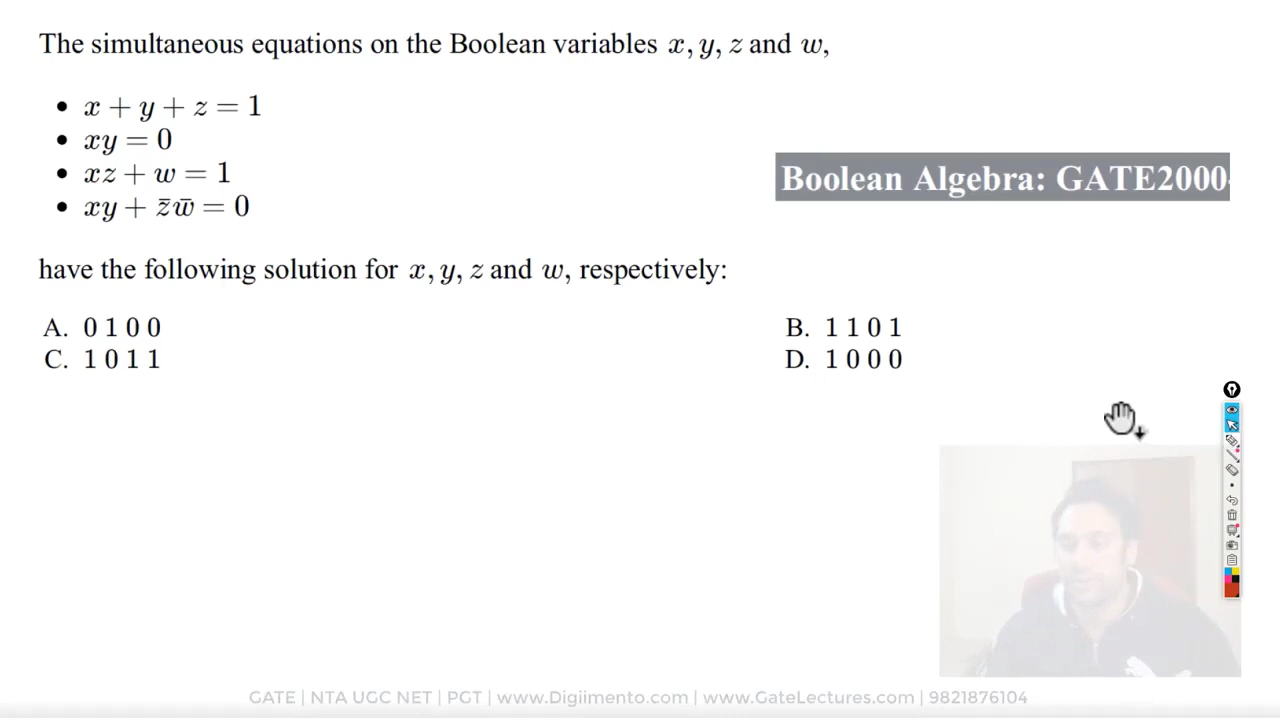 The simultaneous equations on the Boolean variables x, y, z and w,
• x + y + z = 1
• xy = 0
• xz + w = 1
• xy + z̄w̄ = 0
Boolean Algebra: GATE2000-
have the following solution for x, y, z and w, respectively:
A. 0 1 0 0
B. 1 1 0 1
C. 1 0 1 1
D. 1 0 0 0
GATE | NTA UGC NET | PGT | www.Digiimento.com | www.GateLectures.com | 9821876104